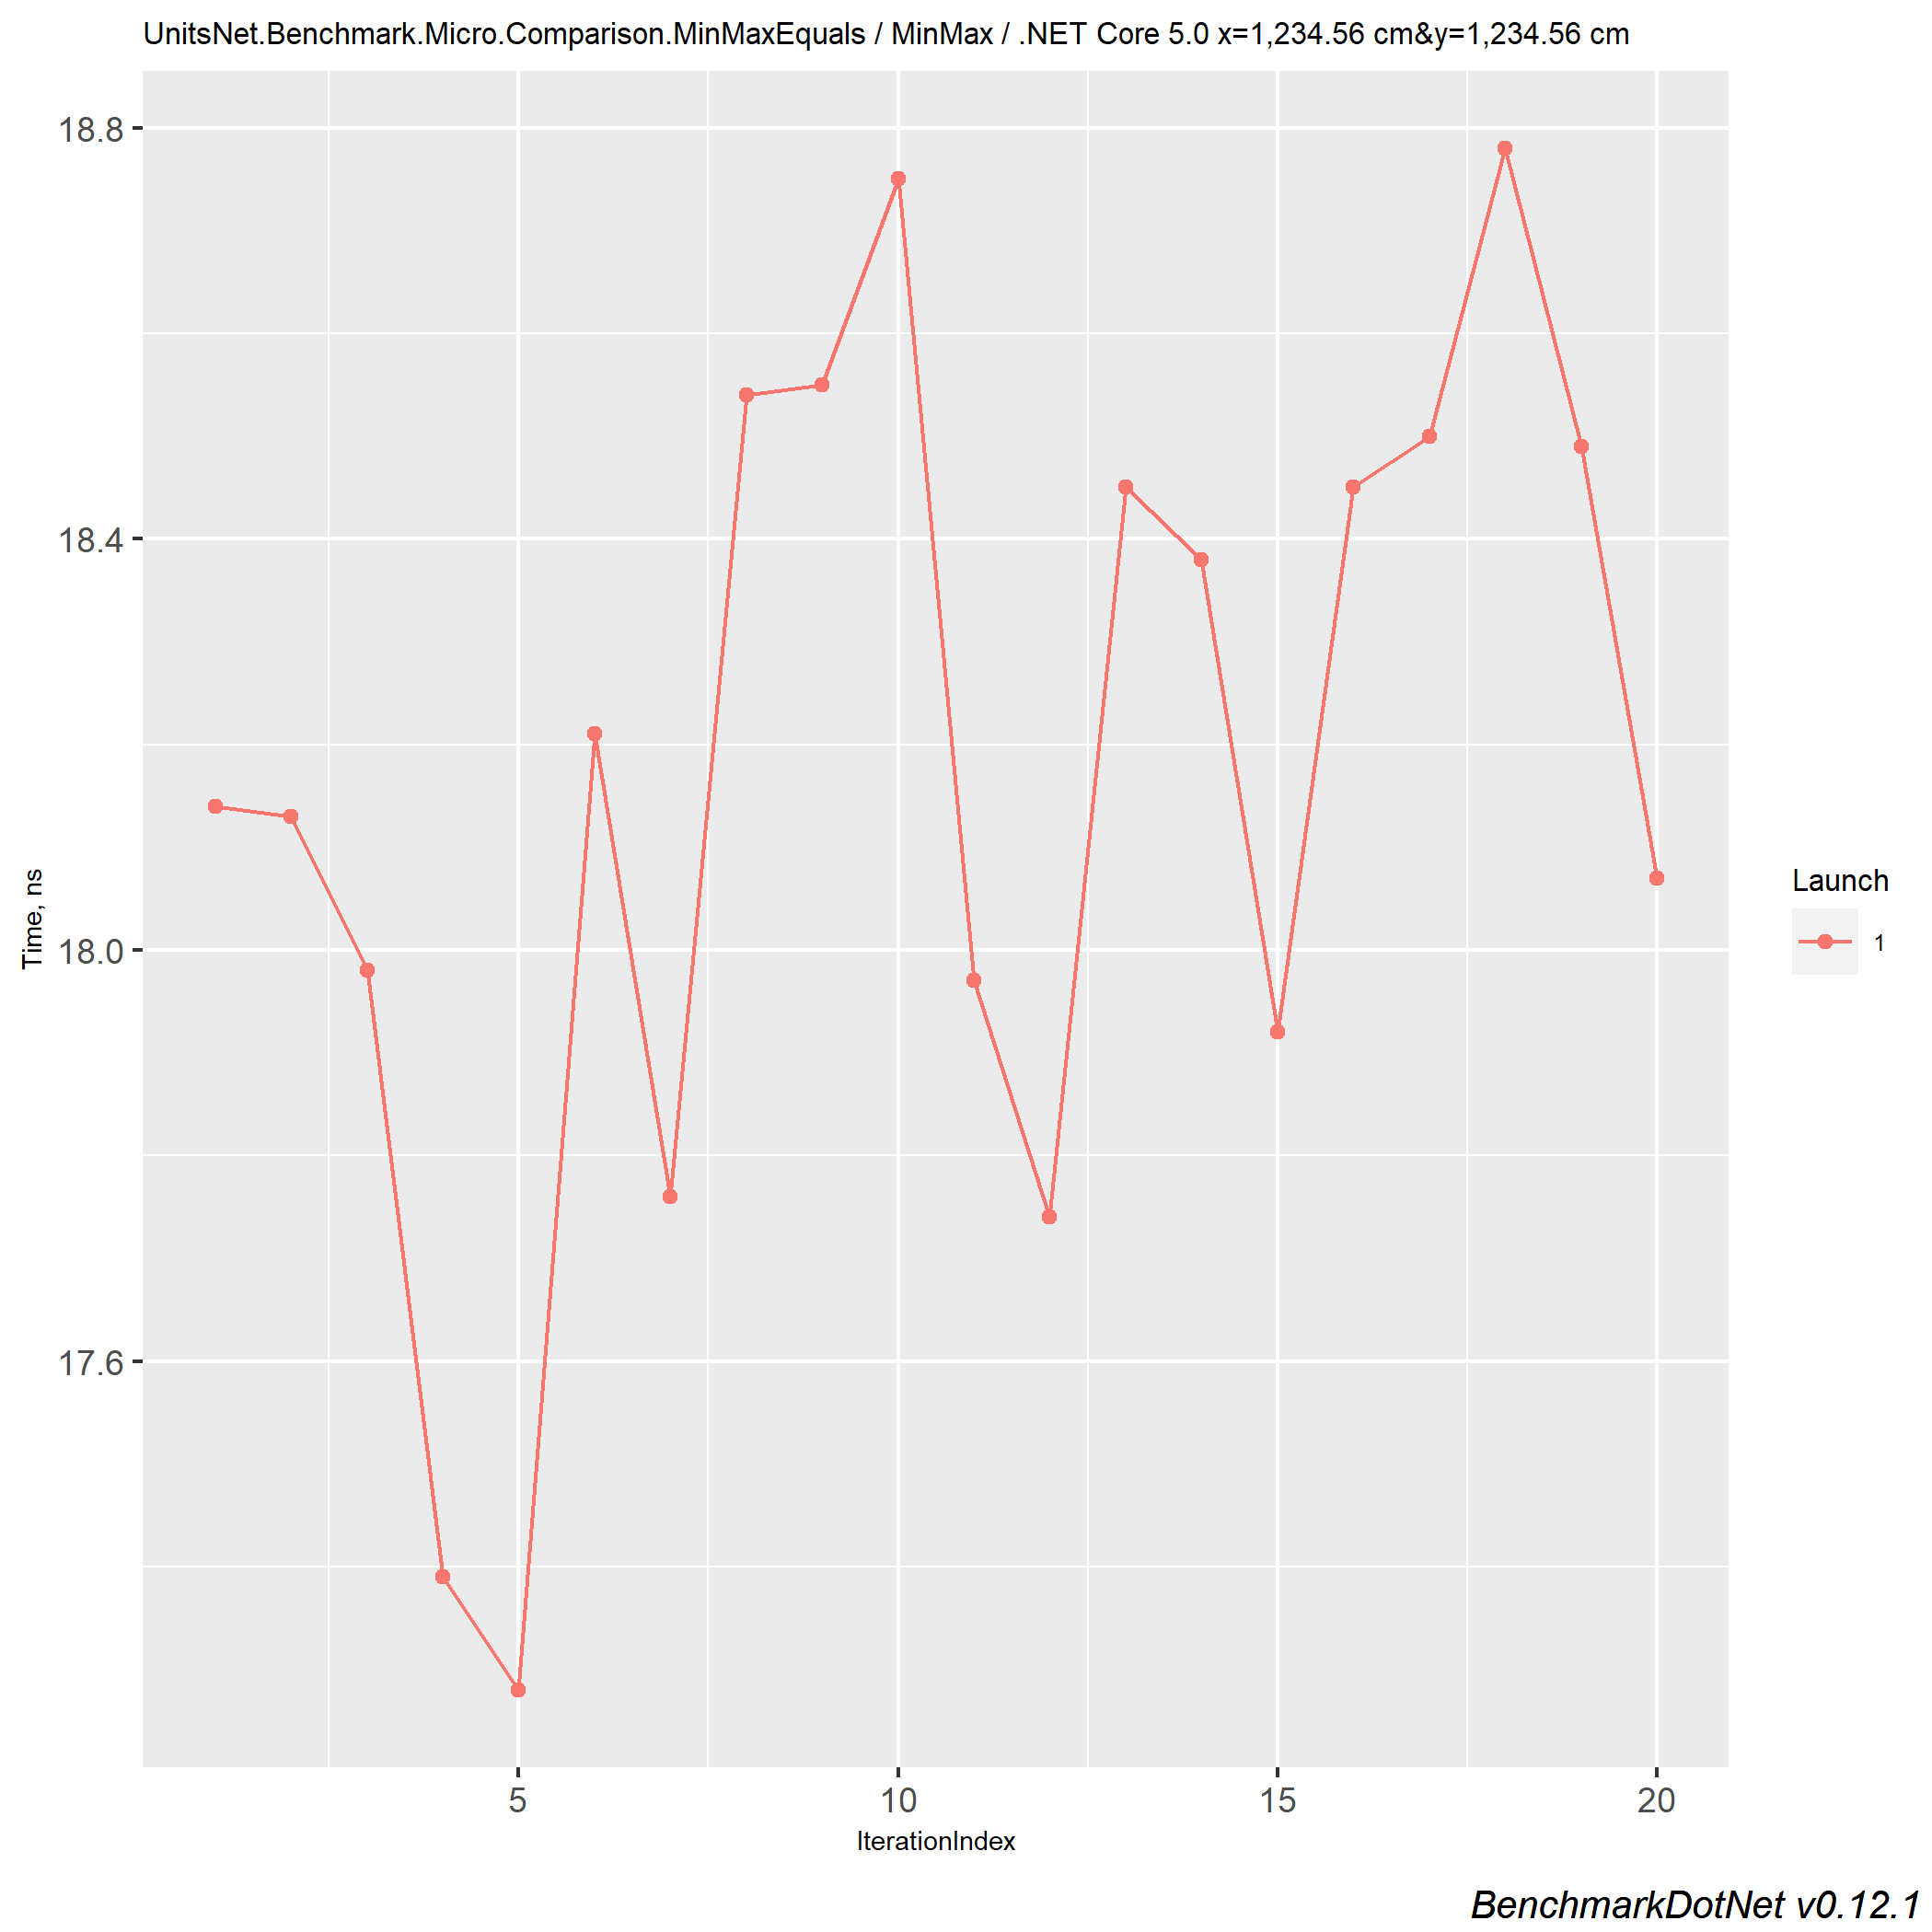 UnitsNet.Benchmark.Micro.Comparison.MinMaxEquals / MinMax / .NET Core 5.0 x=1,234.56 cm&y=1,234.56 cm
18.8
18.4
18.0
17.6
Time, ns
5 10 15 20
IterationIndex
Launch
1
BenchmarkDotNet v0.12.1